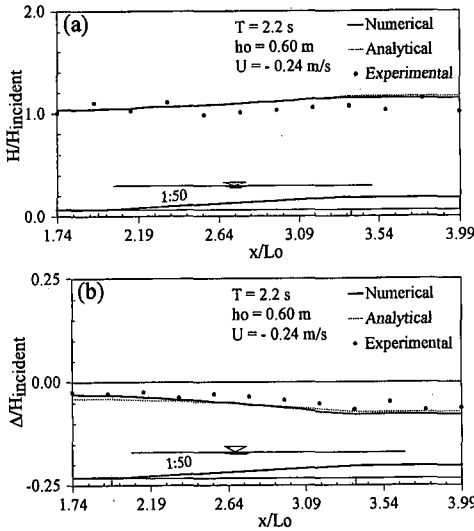 (a)
T = 2.2 s
ho = 0.60 m
U = - 0.24 m/s
Numerical
Analytical
Experimental
H/Hincident
2.0
1.0
0.0
1:50
1.74 2.19 2.64 3.09 3.54 3.99
x/Lo
(b)
T = 2.2 s
ho = 0.60 m
U = - 0.24 m/s
Numerical
Analytical
Experimental
Δ/Hincident
0.25
0.00
-0.25
1:50
1.74 2.19 2.64 3.09 3.54 3.99
x/Lo